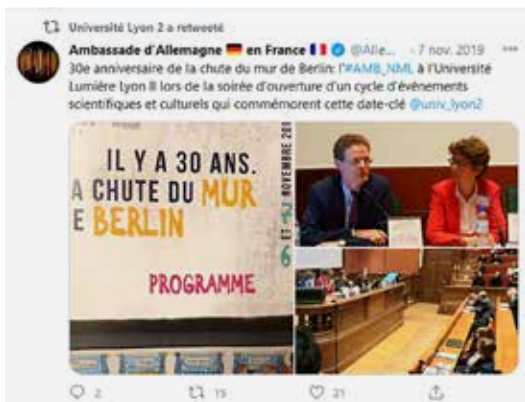 Université Lyon 2 a retweeté
Ambassade d'Allemagne 🇩🇪 en France 🇫🇷 @Alle... · 7 nov. 2019
30e anniversaire de la chute du mur de Berlin: l'#AMB_NML à l'Université
Lumière Lyon II lors de la soirée d'ouverture d'un cycle d'évènements
scientifiques et culturels qui commémorent cette date-clé @univ_lyon2
IL Y A 30 ANS.
A CHUTE DU MUR
E BERLIN
PROGRAMME
NOVEMBRE 201
2
15
21